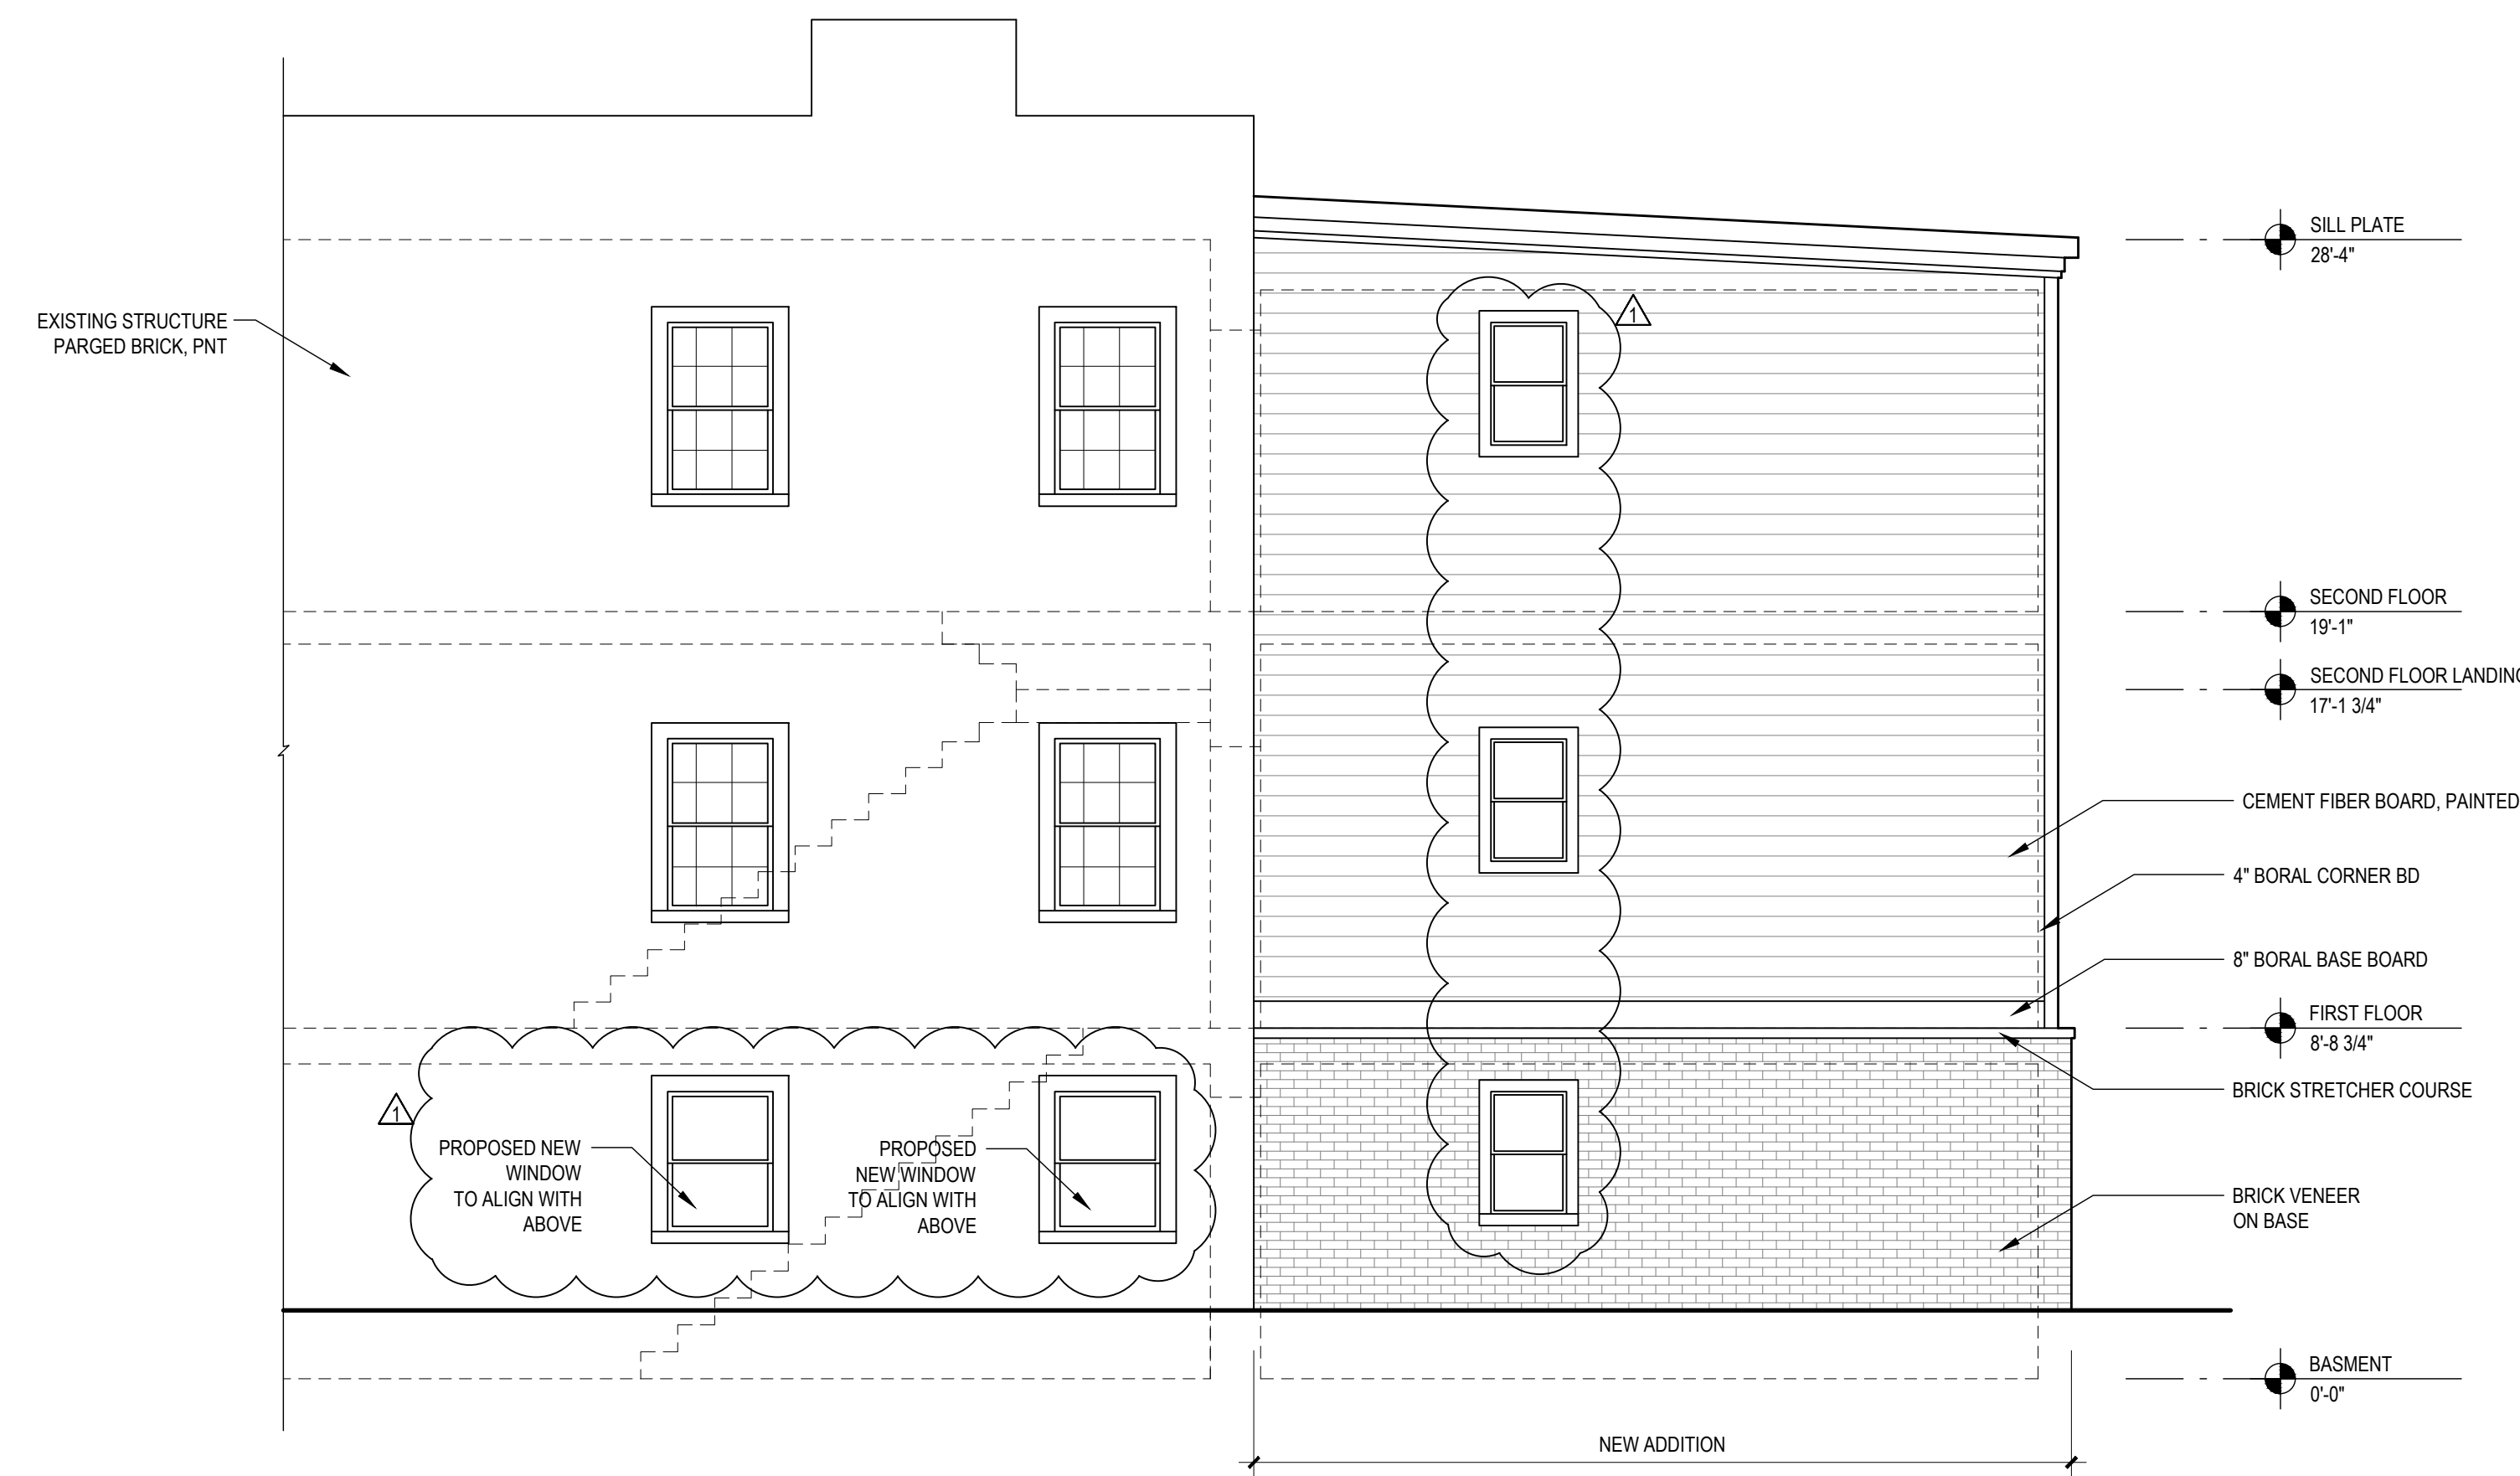 SILL PLATE
28'-4"
EXISTING STRUCTURE
PARGED BRICK, PNT
1
SECOND FLOOR
19'-1"
SECOND FLOOR LANDING
17'-1 3/4"
CEMENT FIBER BOARD, PAINTED
4" BORAL CORNER BD
8" BORAL BASE BOARD
FIRST FLOOR
8'-8 3/4"
BRICK STRETCHER COURSE
1
PROPOSED NEW
WINDOW
TO ALIGN WITH
ABOVE
PROPOSED
NEW WINDOW
TO ALIGN WITH
ABOVE
BRICK VENEER
ON BASE
BASMENT
0'-0"
NEW ADDITION